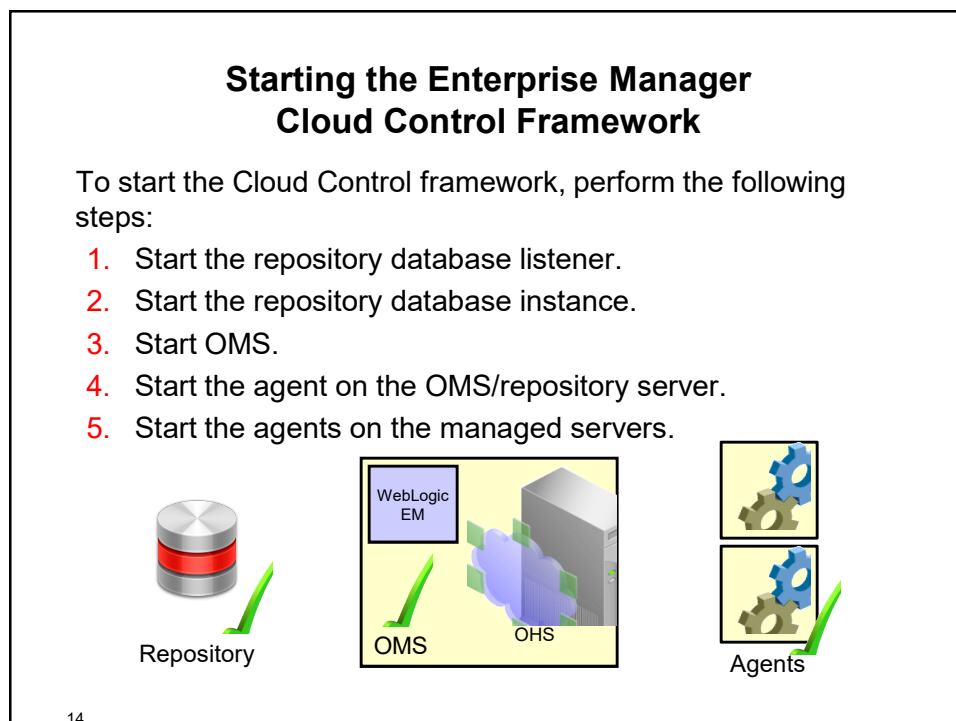 Starting the Enterprise Manager
Cloud Control Framework
To start the Cloud Control framework, perform the following
steps:
1. Start the repository database listener.
2. Start the repository database instance.
3. Start OMS.
4. Start the agent on the OMS/repository server.
5. Start the agents on the managed servers.
WebLogic
EM
OHS
OMS
Repository
Agents
14